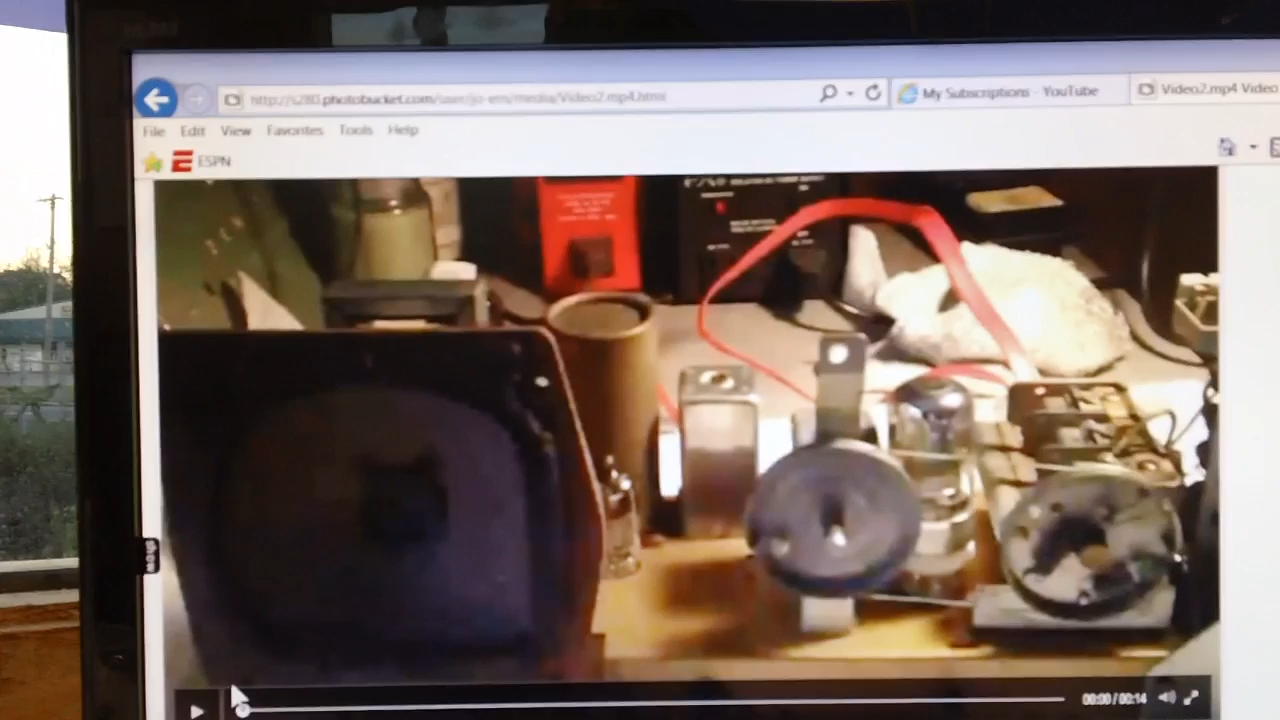 http://s280.photobucket.com/user/jo-em/media/Video2.mp4.html
My Subscriptions - YouTube
Video2.mp4 Video
File Edit View Favorites Tools Help
ESPN
show
00:00 / 00:14